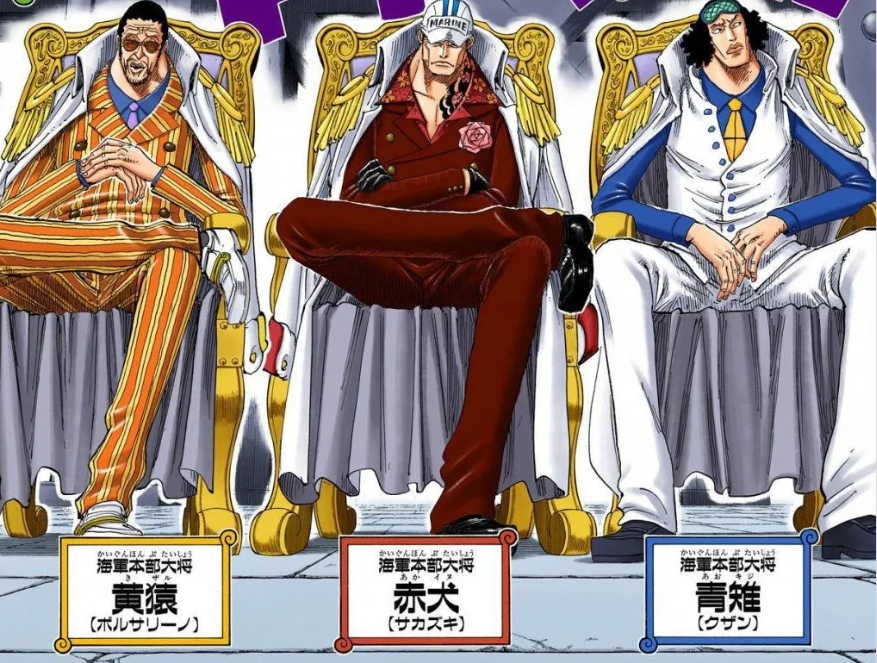 MARINE
かいぐんほんぶたいしょう
海軍本部大将
きザル
黄猿
〔ボルサリーノ〕
かいぐんほんぶたいしょう
海軍本部大将
あかイヌ
赤犬
〔サカズキ〕
かいぐんほんぶたいしょう
海軍本部大将
あおキジ
青雉
〔クザン〕